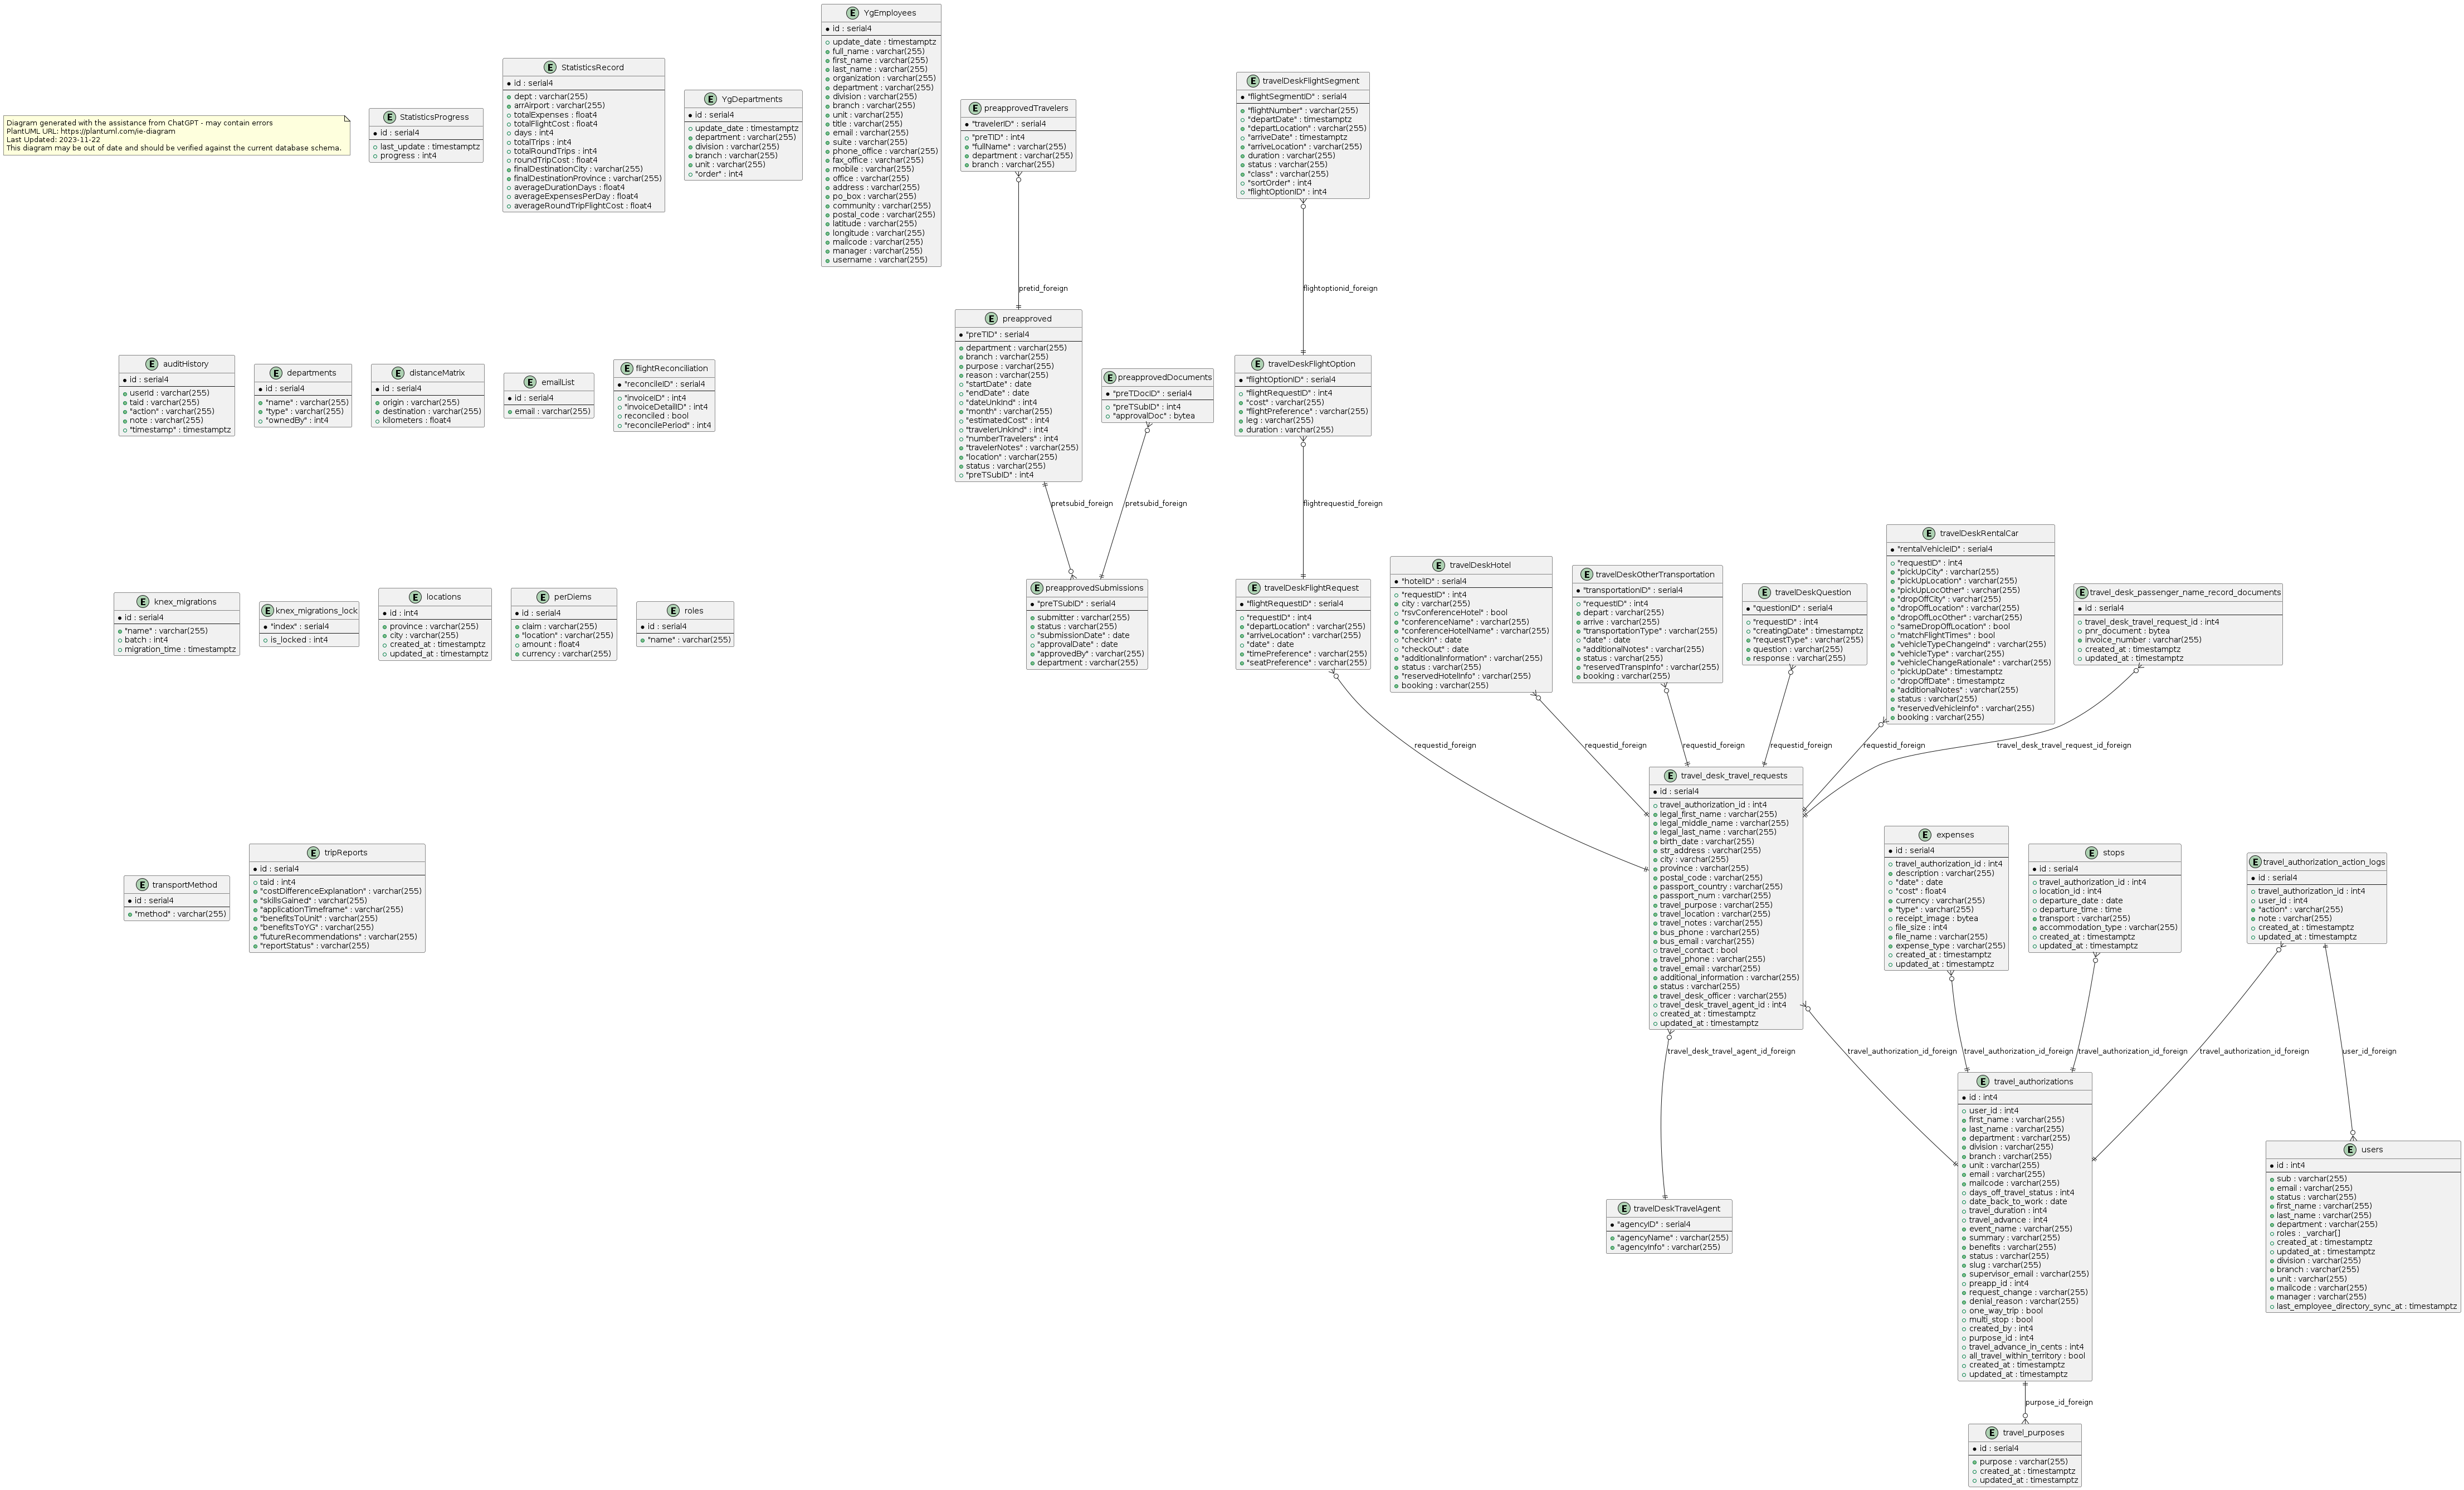 Diagram generated with the assistance from ChatGPT - may contain errors
PlantUML URL: https://plantuml.com/ie-diagram
Last Updated: 2023-11-22
This diagram may be out of date and should be verified against the current database schema.
E StatisticsProgress
id : serial4
last_update : timestamptz
progress : int4
E StatisticsRecord
id : serial4
dept : varchar(255)
arrAirport : varchar(255)
totalExpenses : float4
totalFlightCost : float4
days : int4
totalTrips : int4
totalRoundTrips : int4
roundTripCost : float4
finalDestinationCity : varchar(255)
finalDestinationProvince : varchar(255)
averageDurationDays : float4
averageExpensesPerDay : float4
averageRoundTripFlightCost : float4
E YgDepartments
id : serial4
update_date : timestamptz
department : varchar(255)
division : varchar(255)
branch : varchar(255)
unit : varchar(255)
"order" : int4
E YgEmployees
id : serial4
update_date : timestamptz
full_name : varchar(255)
first_name : varchar(255)
last_name : varchar(255)
organization : varchar(255)
department : varchar(255)
division : varchar(255)
branch : varchar(255)
unit : varchar(255)
title : varchar(255)
email : varchar(255)
suite : varchar(255)
phone_office : varchar(255)
fax_office : varchar(255)
mobile : varchar(255)
office : varchar(255)
address : varchar(255)
po_box : varchar(255)
community : varchar(255)
postal_code : varchar(255)
latitude : varchar(255)
longitude : varchar(255)
mailcode : varchar(255)
manager : varchar(255)
username : varchar(255)
E preapprovedTravelers
"travelerID" : serial4
"preTID" : int4
"fullName" : varchar(255)
department : varchar(255)
branch : varchar(255)
E travelDeskFlightSegment
"flightSegmentID" : serial4
"flightNumber" : varchar(255)
"departDate" : timestamptz
"departLocation" : varchar(255)
"arriveDate" : timestamptz
"arriveLocation" : varchar(255)
duration : varchar(255)
status : varchar(255)
"class" : varchar(255)
"sortOrder" : int4
"flightOptionID" : int4
pretid_foreign
flightoptionid_foreign
E auditHistory
id : serial4
userId : varchar(255)
taid : varchar(255)
"action" : varchar(255)
note : varchar(255)
"timestamp" : timestamptz
E departments
id : serial4
"name" : varchar(255)
"type" : varchar(255)
"ownedBy" : int4
E distanceMatrix
id : serial4
origin : varchar(255)
destination : varchar(255)
kilometers : float4
E emailList
id : serial4
email : varchar(255)
E flightReconciliation
"reconcileID" : serial4
"invoiceID" : int4
"invoiceDetailID" : int4
reconciled : bool
"reconcilePeriod" : int4
E preapproved
"preTID" : serial4
department : varchar(255)
branch : varchar(255)
purpose : varchar(255)
reason : varchar(255)
"startDate" : date
"endDate" : date
"dateUnkInd" : int4
"month" : varchar(255)
"estimatedCost" : int4
"travelerUnkInd" : int4
"numberTravelers" : int4
"travelerNotes" : varchar(255)
"location" : varchar(255)
status : varchar(255)
"preTSubID" : int4
E preapprovedDocuments
"preTDocID" : serial4
"preTSubID" : int4
"approvalDoc" : bytea
E travelDeskFlightOption
"flightOptionID" : serial4
"flightRequestID" : int4
"cost" : varchar(255)
"flightPreference" : varchar(255)
leg : varchar(255)
duration : varchar(255)
pretsubid_foreign
pretsubid_foreign
flightrequestid_foreign
E knex_migrations
id : serial4
"name" : varchar(255)
batch : int4
migration_time : timestamptz
E knex_migrations_lock
"index" : serial4
is_locked : int4
E locations
id : int4
province : varchar(255)
city : varchar(255)
created_at : timestamptz
updated_at : timestamptz
E perDiems
id : serial4
claim : varchar(255)
"location" : varchar(255)
amount : float4
currency : varchar(255)
E roles
id : serial4
"name" : varchar(255)
E preapprovedSubmissions
"preTSubID" : serial4
submitter : varchar(255)
status : varchar(255)
"submissionDate" : date
"approvalDate" : date
"approvedBy" : varchar(255)
department : varchar(255)
E travelDeskFlightRequest
"flightRequestID" : serial4
"requestID" : int4
"departLocation" : varchar(255)
"arriveLocation" : varchar(255)
"date" : date
"timePreference" : varchar(255)
"seatPreference" : varchar(255)
E travelDeskHotel
"hotelID" : serial4
"requestID" : int4
city : varchar(255)
"rsvConferenceHotel" : bool
"conferenceName" : varchar(255)
"conferenceHotelName" : varchar(255)
"checkIn" : date
"checkOut" : date
"additionalInformation" : varchar(255)
status : varchar(255)
"reservedHotelInfo" : varchar(255)
booking : varchar(255)
E travelDeskOtherTransportation
"transportationID" : serial4
"requestID" : int4
depart : varchar(255)
arrive : varchar(255)
"transportationType" : varchar(255)
"date" : date
"additionalNotes" : varchar(255)
status : varchar(255)
"reservedTranspInfo" : varchar(255)
booking : varchar(255)
E travelDeskQuestion
"questionID" : serial4
"requestID" : int4
"creatingDate" : timestamptz
"requestType" : varchar(255)
question : varchar(255)
response : varchar(255)
E travelDeskRentalCar
"rentalVehicleID" : serial4
"requestID" : int4
"pickUpCity" : varchar(255)
"pickUpLocation" : varchar(255)
"pickUpLocOther" : varchar(255)
"dropOffCity" : varchar(255)
"dropOffLocation" : varchar(255)
"dropOffLocOther" : varchar(255)
"sameDropOffLocation" : bool
"matchFlightTimes" : bool
"vehicleTypeChangeInd" : varchar(255)
"vehicleType" : varchar(255)
"vehicleChangeRationale" : varchar(255)
"pickUpDate" : timestamptz
"dropOffDate" : timestamptz
"additionalNotes" : varchar(255)
status : varchar(255)
"reservedVehicleInfo" : varchar(255)
booking : varchar(255)
E travel_desk_passenger_name_record_documents
id : serial4
travel_desk_travel_request_id : int4
pnr_document : bytea
invoice_number : varchar(255)
created_at : timestamptz
updated_at : timestamptz
requestid_foreign
requestid_foreign
requestid_foreign
requestid_foreign
requestid_foreign
travel_desk_travel_request_id_foreign
E transportMethod
id : serial4
"method" : varchar(255)
E tripReports
id : serial4
taid : int4
"costDifferenceExplanation" : varchar(255)
"skillsGained" : varchar(255)
"applicationTimeframe" : varchar(255)
"benefitsToUnit" : varchar(255)
"benefitsToYG" : varchar(255)
"futureRecommendations" : varchar(255)
"reportStatus" : varchar(255)
E travel_desk_travel_requests
id : serial4
travel_authorization_id : int4
legal_first_name : varchar(255)
legal_middle_name : varchar(255)
legal_last_name : varchar(255)
birth_date : varchar(255)
str_address : varchar(255)
city : varchar(255)
province : varchar(255)
postal_code : varchar(255)
passport_country : varchar(255)
passport_num : varchar(255)
travel_purpose : varchar(255)
travel_location : varchar(255)
travel_notes : varchar(255)
bus_phone : varchar(255)
bus_email : varchar(255)
travel_contact : bool
travel_phone : varchar(255)
travel_email : varchar(255)
additional_information : varchar(255)
status : varchar(255)
travel_desk_officer : varchar(255)
travel_desk_travel_agent_id : int4
created_at : timestamptz
updated_at : timestamptz
E expenses
id : serial4
travel_authorization_id : int4
description : varchar(255)
"date" : date
"cost" : float4
currency : varchar(255)
"type" : varchar(255)
receipt_image : bytea
file_size : int4
file_name : varchar(255)
expense_type : varchar(255)
created_at : timestamptz
updated_at : timestamptz
E stops
id : serial4
travel_authorization_id : int4
location_id : int4
departure_date : date
departure_time : time
transport : varchar(255)
accommodation_type : varchar(255)
created_at : timestamptz
updated_at : timestamptz
E travel_authorization_action_logs
id : serial4
travel_authorization_id : int4
user_id : int4
"action" : varchar(255)
note : varchar(255)
created_at : timestamptz
updated_at : timestamptz
travel_desk_travel_agent_id_foreign
travel_authorization_id_foreign
travel_authorization_id_foreign
travel_authorization_id_foreign
travel_authorization_id_foreign
user_id_foreign
E travelDeskTravelAgent
"agencyID" : serial4
"agencyName" : varchar(255)
"agencyInfo" : varchar(255)
E travel_authorizations
id : int4
user_id : int4
first_name : varchar(255)
last_name : varchar(255)
department : varchar(255)
division : varchar(255)
branch : varchar(255)
unit : varchar(255)
email : varchar(255)
mailcode : varchar(255)
days_off_travel_status : int4
date_back_to_work : date
travel_duration : int4
travel_advance : int4
event_name : varchar(255)
summary : varchar(255)
benefits : varchar(255)
status : varchar(255)
slug : varchar(255)
supervisor_email : varchar(255)
preapp_id : int4
request_change : varchar(255)
denial_reason : varchar(255)
one_way_trip : bool
multi_stop : bool
created_by : int4
purpose_id : int4
travel_advance_in_cents : int4
all_travel_within_territory : bool
created_at : timestamptz
updated_at : timestamptz
E users
id : int4
sub : varchar(255)
email : varchar(255)
status : varchar(255)
first_name : varchar(255)
last_name : varchar(255)
department : varchar(255)
roles : _varchar[]
created_at : timestamptz
updated_at : timestamptz
division : varchar(255)
branch : varchar(255)
unit : varchar(255)
mailcode : varchar(255)
manager : varchar(255)
last_employee_directory_sync_at : timestamptz
purpose_id_foreign
E travel_purposes
id : serial4
purpose : varchar(255)
created_at : timestamptz
updated_at : timestamptz